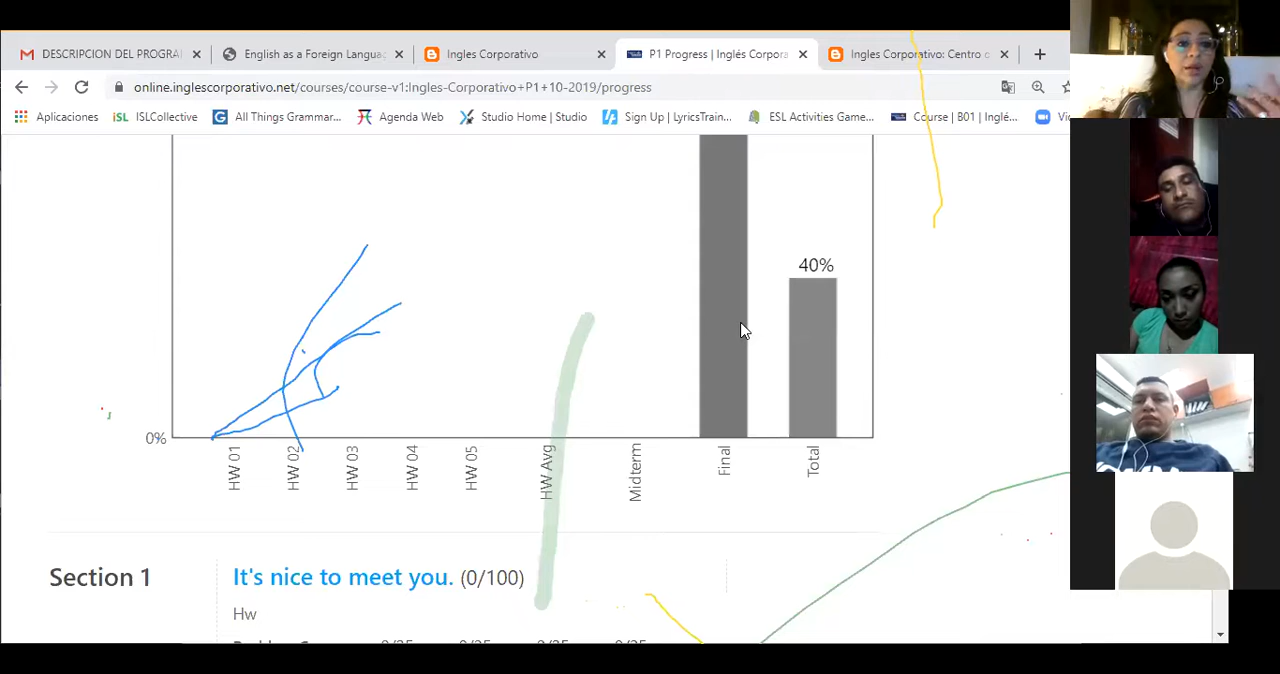 DESCRIPCION DEL PROGRA
English as a Foreign Languag
Ingles Corporativo
P1 Progress | Inglés Corpora
Ingles Corporativo: Centro d
online.inglescorporativo.net/courses/course-v1:Ingles-Corporativo+P1+10-2019/progress
Aplicaciones
iSL ISLCollective
All Things Grammar...
Agenda Web
Studio Home | Studio
Sign Up | LyricsTrain...
ESL Activities Game...
Course | B01 | Inglé...
40%
0%
HW 01
HW 02
HW 03
HW 04
HW 05
HW Avg
Midterm
Final
Total
Section 1
It's nice to meet you. (0/100)
Hw